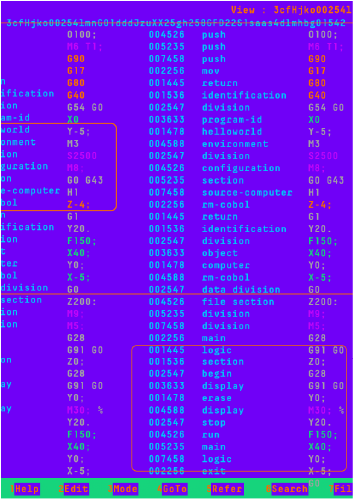 View : 3cfHjko00254l
3cfHjko00254lmnG01dddJzuXX25gh258GFD22S1saas4dlmhbg01542
O100; 004526 push O100;
M6 T1; 005235 push M6 T1;
G90 007458 push G90
G17 002256 mov G17
n G80 001445 return G80
ification G40 001536 identification G40
ion G54 G0 002547 division G54 G0
am-id X0 003633 program-id X0
world Y-5; 001478 helloworld Y-5;
onment M3 004588 environment M3
ion S2500 002547 division S2500
guration M8; 004526 configuration M8;
ion G0 G43 005235 section G0 G43
e-computer H1 007458 source-computer H1
obol Z-4; 002256 rm-cobol Z-4;
n G1 001445 return G1
ification Y20. 001536 identification Y20.
ion F150; 002547 division F150;
t X40; 003633 object X40;
ter Y0; 001478 computer Y0;
obol X-5; 004588 rm-cobol X-5;
division G0 002547 data division G0
section Z200; 004526 file section Z200;
ion M9; 005235 division M9;
ion M5; 007458 division M5;
G28 002256 main G28
G91 G0 001445 logic G91 G0
on Z0; 001536 section Z0;
G28 002547 begin G28
ay G91 G0 003633 display G91 G0
Y0; 001478 erase Y0;
ay M30; % 004588 display M30; %
Y20. 002547 stop Y20.
F150; 004526 run F150;
X40; 005235 main X40;
Y0; 007458 logic Y0;
X-5; 002256 exit X-5;
Help Edit Mode GoTo Refer Search Fil